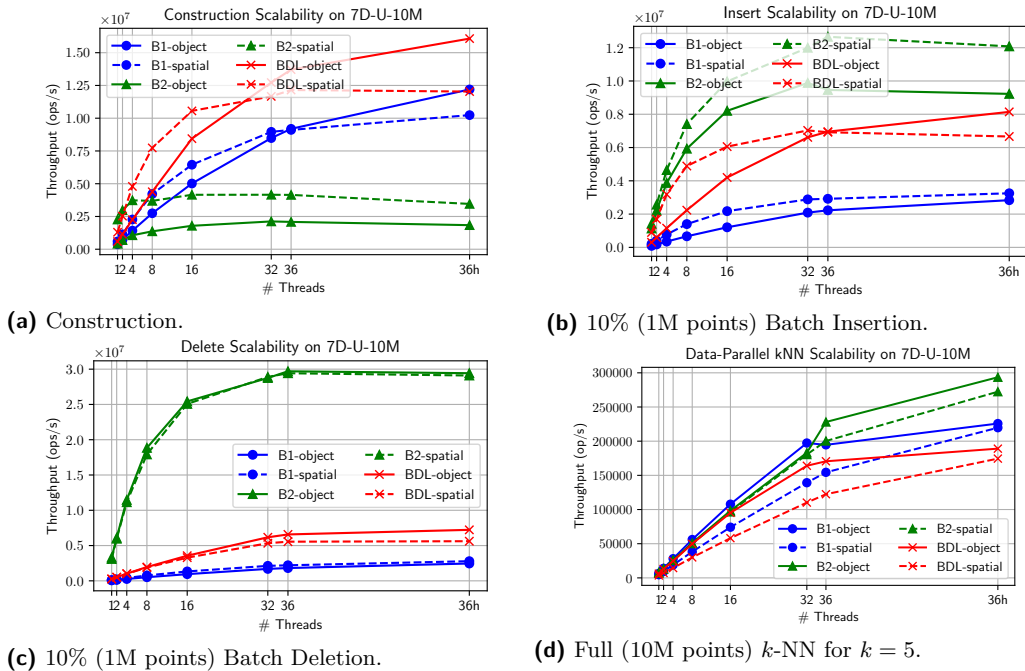 Construction Scalability on 7D-U-10M
×10⁷
Throughput (ops/s)
1.50
1.25
1.00
0.75
0.50
0.25
0.00
B1-object
B1-spatial
B2-object
B2-spatial
BDL-object
BDL-spatial
1 2 4 8 16 32 36 36h
# Threads
(a) Construction.
Insert Scalability on 7D-U-10M
×10⁷
Throughput (ops/s)
1.2
1.0
0.8
0.6
0.4
0.2
0.0
B1-object
B1-spatial
B2-object
B2-spatial
BDL-object
BDL-spatial
1 2 4 8 16 32 36 36h
# Threads
(b) 10% (1M points) Batch Insertion.
Delete Scalability on 7D-U-10M
×10⁷
Throughput (ops/s)
3.0
2.5
2.0
1.5
1.0
0.5
0.0
B1-object
B1-spatial
B2-object
B2-spatial
BDL-object
BDL-spatial
1 2 4 8 16 32 36 36h
# Threads
(c) 10% (1M points) Batch Deletion.
Data-Parallel kNN Scalability on 7D-U-10M
Throughput (ops/s)
300000
250000
200000
150000
100000
50000
0
B1-object
B1-spatial
B2-object
B2-spatial
BDL-object
BDL-spatial
1 2 4 8 16 32 36 36h
# Threads
(d) Full (10M points) k-NN for k = 5.